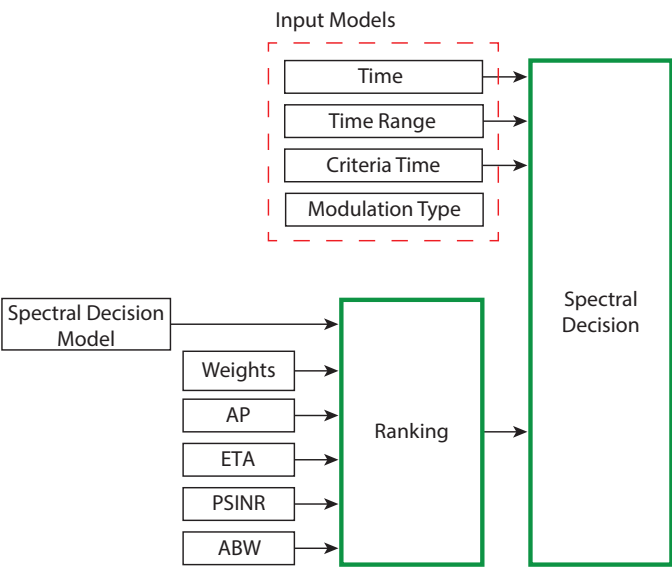 Input Models
Time
Time Range
Criteria Time
Modulation Type
Spectral
Decision
Spectral Decision
Model
Weights
AP
ETA
PSINR
ABW
Ranking